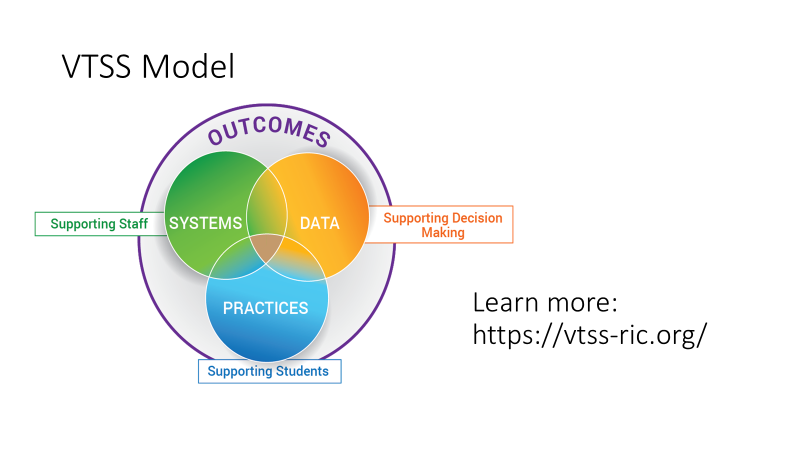 VTSS Model
OUTCOMES
Supporting Staff
SYSTEMS
DATA
Supporting Decision
Making
PRACTICES
Supporting Students
Learn more:
https://vtss-ric.org/